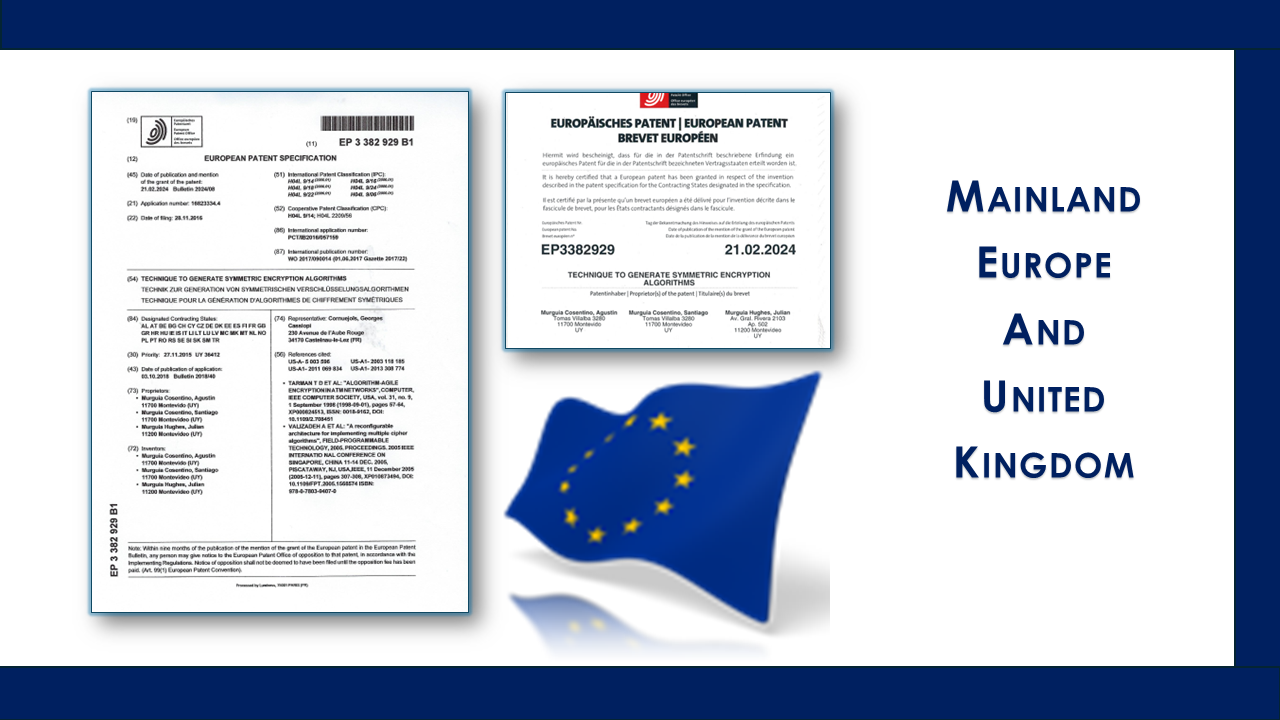 (19)
Europäisches
Patentamt
European
Patent Office
Office européen
des brevets
(11) EP 3 382 929 B1
(12) EUROPEAN PATENT SPECIFICATION
(45) Date of publication and mention
of the grant of the patent:
21.02.2024 Bulletin 2024/08
(21) Application number: 16823334.4
(22) Date of filing: 28.11.2016
(51) International Patent Classification (IPC):
H04L 9/14 (2006.01) H04L 9/16 (2006.01)
H04L 9/18 (2006.01) H04L 9/24 (2006.01)
H04L 9/22 (2006.01) H04L 9/06 (2006.01)
(52) Cooperative Patent Classification (CPC):
H04L 9/14; H04L 2209/56
(86) International application number:
PCT/IB2016/057159
(87) International publication number:
WO 2017/090014 (01.06.2017 Gazette 2017/22)
(54) TECHNIQUE TO GENERATE SYMMETRIC ENCRYPTION ALGORITHMS
TECHNIK ZUR GENERATION VON SYMMETRISCHEN VERSCHLÜSSELUNGSALGORITHMEN
TECHNIQUE POUR LA GÉNÉRATION D'ALGORITHMES DE CHIFFREMENT SYMÉTRIQUES
(84) Designated Contracting States:
AL AT BE BG CH CY CZ DE DK EE ES FI FR GB
GR HR HU IE IS IT LI LT LU LV MC MK MT NL NO
PL PT RO RS SE SI SK SM TR
(30) Priority: 27.11.2015 UY 36412
(43) Date of publication of application:
03.10.2018 Bulletin 2018/40
(73) Proprietors:
• Murguia Cosentino, Agustin
11700 Montevideo (UY)
• Murguia Cosentino, Santiago
11700 Montevideo (UY)
• Murguia Hughes, Julian
11200 Montevideo (UY)
(72) Inventors:
• Murguia Cosentino, Agustin
11700 Montevideo (UY)
• Murguia Cosentino, Santiago
11700 Montevideo (UY)
• Murguia Hughes, Julian
11200 Montevideo (UY)
(74) Representative: Cornuejols, Georges
Cassiopi
230 Avenue de l'Aube Rouge
34170 Castelnau-le-Lez (FR)
(56) References cited:
US-A- 5 003 596 US-A1- 2003 118 185
US-A1- 2011 069 834 US-A1- 2013 308 774
• TARMAN T D ET AL: "ALGORITHM-AGILE
ENCRYPTION IN ATM NETWORKS", COMPUTER,
IEEE COMPUTER SOCIETY, USA, vol. 31, no. 9,
1 September 1998 (1998-09-01), pages 57-64,
XP000824513, ISSN: 0018-9162, DOI:
10.1109/2.708451
• VALIZADEH A ET AL: "A reconfigurable
architecture for implementing multiple cipher
algorithms", FIELD-PROGRAMMABLE
TECHNOLOGY, 2005. PROCEEDINGS. 2005 IEEE
INTERNATIONAL CONFERENCE ON
SINGAPORE, CHINA 11-14 DEC. 2005,
PISCATAWAY, NJ, USA,IEEE, 11 December 2005
(2005-12-11), pages 307-308, XP010873494, DOI:
10.1109/FPT.2005.1568574 ISBN:
978-0-7803-9407-0
EP 3 382 929 B1
Note: Within nine months of the publication of the mention of the grant of the European patent in the European Patent
Bulletin, any person may give notice to the European Patent Office of opposition to that patent, in accordance with the
Implementing Regulations. Notice of opposition shall not be deemed to have been filed until the opposition fee has been
paid. (Art. 99(1) European Patent Convention).
EUROPÄISCHES PATENT | EUROPEAN PATENT
BREVET EUROPÉEN
Hiermit wird bescheinigt, dass für die in der Patentschrift beschriebene Erfindung ein
europäisches Patent für die in der Patentschrift bezeichneten Vertragsstaaten erteilt worden ist.
It is hereby certified that a European patent has been granted in respect of the invention
described in the patent specification for the Contracting States designated in the specification.
Il est certifié par la présente qu'un brevet européen a été délivré pour l'invention décrite dans le
fascicule de brevet, pour les États contractants désignés dans le fascicule.
Europäisches Patent Nr. Tag der Bekanntmachung des Hinweises auf die Erteilung des europäischen Patents
European patent No. Date of publication of the mention of the grant of the European patent
Brevet européen n° Date de la publication de la mention de la délivrance du brevet européen
EP3382929 21.02.2024
TECHNIQUE TO GENERATE SYMMETRIC ENCRYPTION
ALGORITHMS
Patentinhaber | Proprietor(s) of the patent | Titulaire(s) du brevet
Murguia Cosentino, Agustin
Tomas Villalba 3280
11700 Montevido
UY
Murguia Cosentino, Santiago
Tomas Villalba 3280
11700 Montevideo
UY
Murguia Hughes, Julian
Av. Gral. Rivera 2103
Ap. 502
11200 Montevideo
UY
MAINLAND
EUROPE
AND
UNITED
KINGDOM